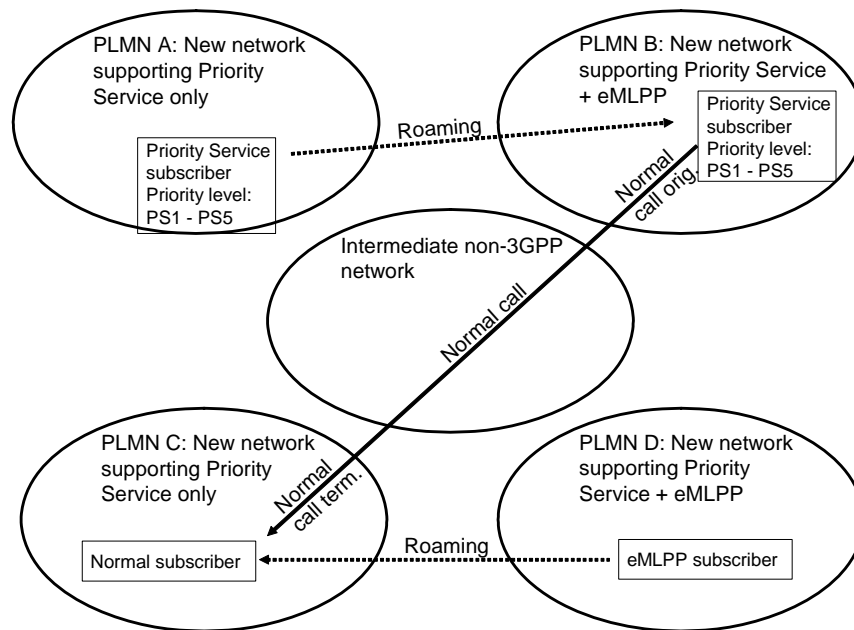 PLMN A: New network
supporting Priority
Service only
Priority Service
subscriber
Priority level:
PS1 - PS5
Roaming
PLMN B: New network
supporting Priority Service
+ eMLPP
Priority Service
subscriber
Priority level:
PS1 - PS5
Normal
call orig.
Intermediate non-3GPP
network
Normal call
PLMN C: New network
supporting Priority
Service only
Normal
call term.
Normal subscriber
Roaming
PLMN D: New network
supporting Priority
Service + eMLPP
eMLPP subscriber